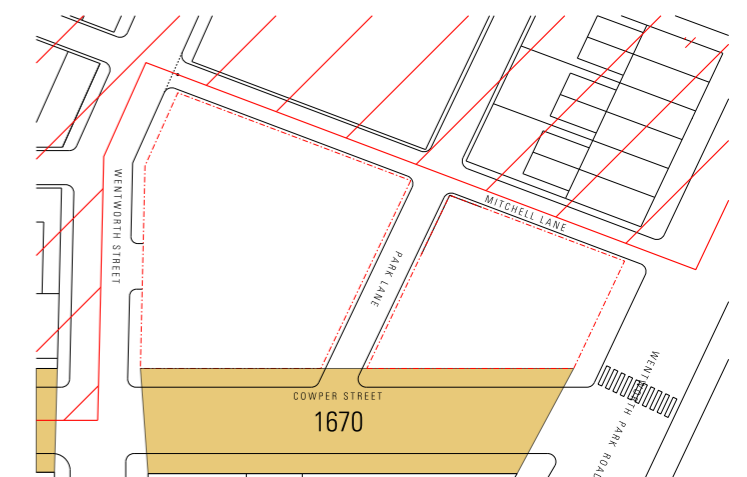 WENTWORTH STREET
MITCHELL LANE
PARK LANE
COWPER STREET
1670
WENTWORTH PARK ROAD